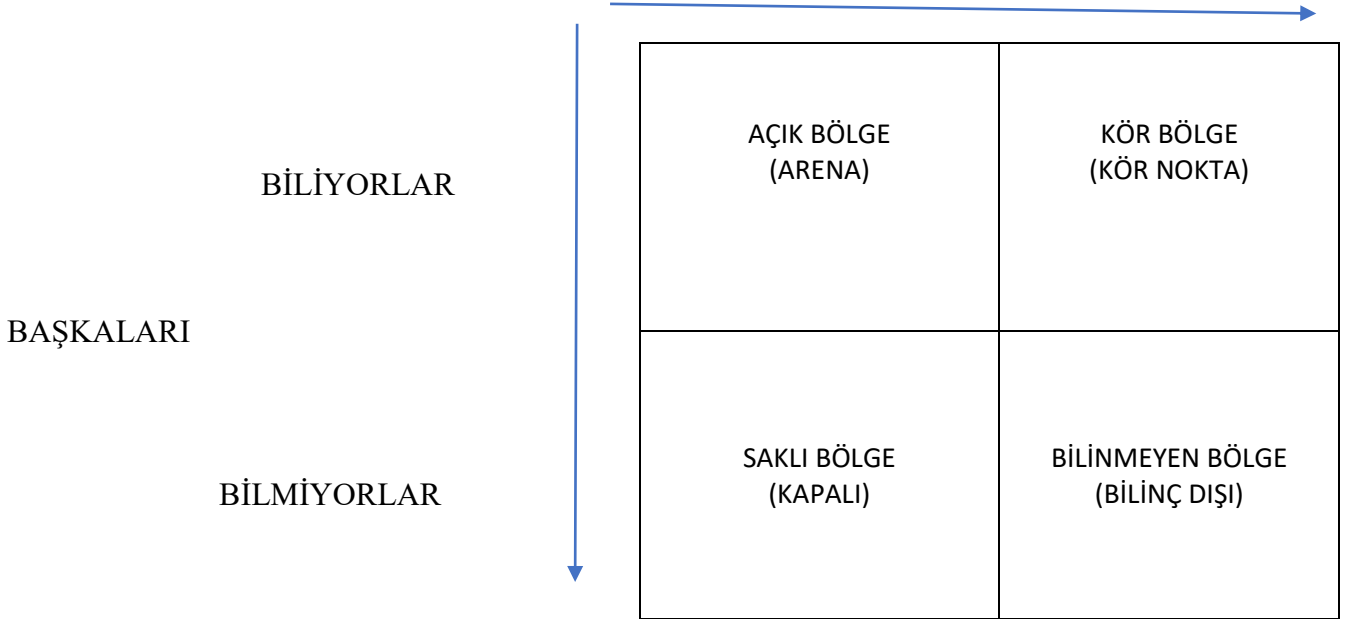 AÇIK BÖLGE
(ARENA)
KÖR BÖLGE
(KÖR NOKTA)
BİLİYORLAR
BAŞKALARI
SAKLI BÖLGE
(KAPALI)
BİLİNMEYEN BÖLGE
(BİLİNÇ DIŞI)
BİLMİYORLAR